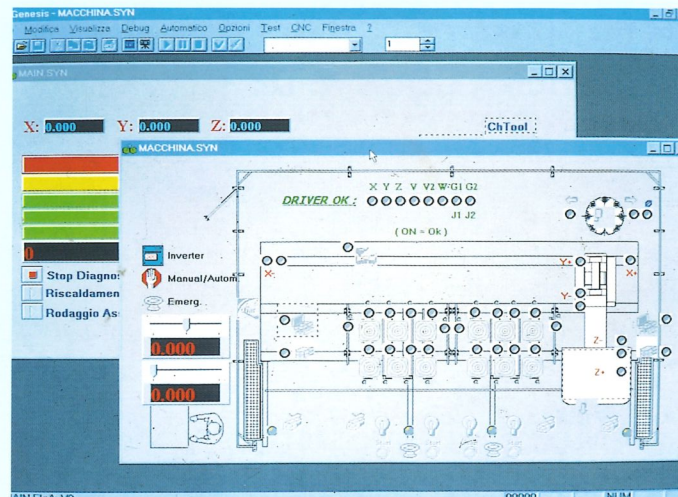 Genesis - MACCHINA.SYN
Modifica Visualizza Debug Automatico Opzioni Test CNC Finestra ?
1
MAIN.SYN
X: 0.000 Y: 0.000 Z: 0.000
ChTool
MACCHINA.SYN
X Y Z V V2 W G1 G2
DRIVER OK :
J1 J2
( ON = Ok )
0
Inverter
Stop Diagno
Manual/Autom.
Riscaldamen
Emerg.
Rodaggio As
X-
Y+
X+
Y-
Z-
Z+
0.000
0.000
00000 NUM